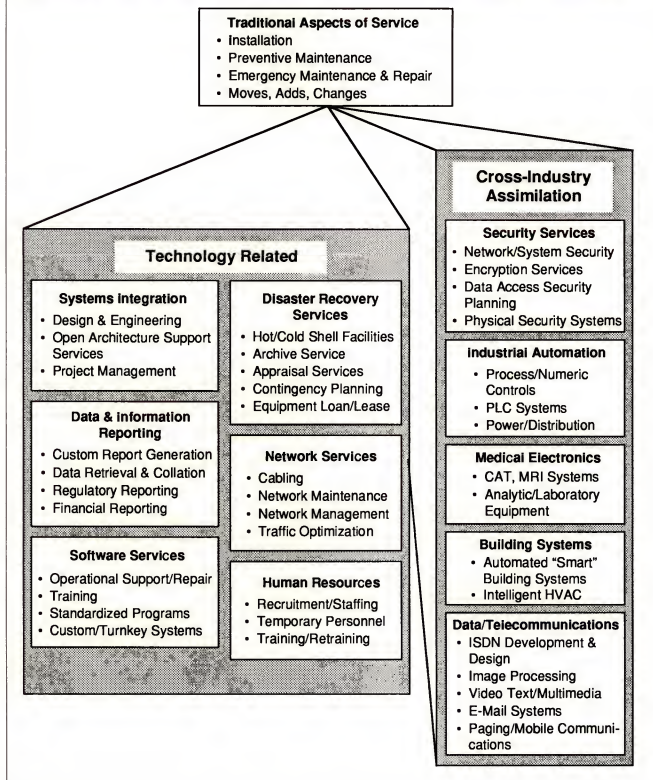 Traditional Aspects of Service
• Installation
• Preventive Maintenance
• Emergency Maintenance & Repair
• Moves, Adds, Changes
Technology Related
Systems Integration
• Design & Engineering
• Open Architecture Support
Services
• Project Management
Data & Information
Reporting
• Custom Report Generation
• Data Retrieval & Collation
• Regulatory Reporting
• Financial Reporting
Software Services
• Operational Support/Repair
• Training
• Standardized Programs
• Custom/Turnkey Systems
Disaster Recovery
Services
• Hot/Cold Shell Facilities
• Archive Service
• Appraisal Services
• Contingency Planning
• Equipment Loan/Lease
Network Services
• Cabling
• Network Maintenance
• Network Management
• Traffic Optimization
Human Resources
• Recruitment/Staffing
• Temporary Personnel
• Training/Retraining
Cross-Industry
Assimilation
Security Services
• Network/System Security
• Encryption Services
• Data Access Security
Planning
• Physical Security Systems
Industrial Automation
• Process/Numeric
Controls
• PLC Systems
• Power/Distribution
Medical Electronics
• CAT, MRI Systems
• Analytic/Laboratory
Equipment
Building Systems
• Automated “Smart”
Building Systems
• Intelligent HVAC
Data/Telecommunications
• ISDN Development &
Design
• Image Processing
• Video Text/Multimedia
• E-Mail Systems
• Paging/Mobile Communi-
cations